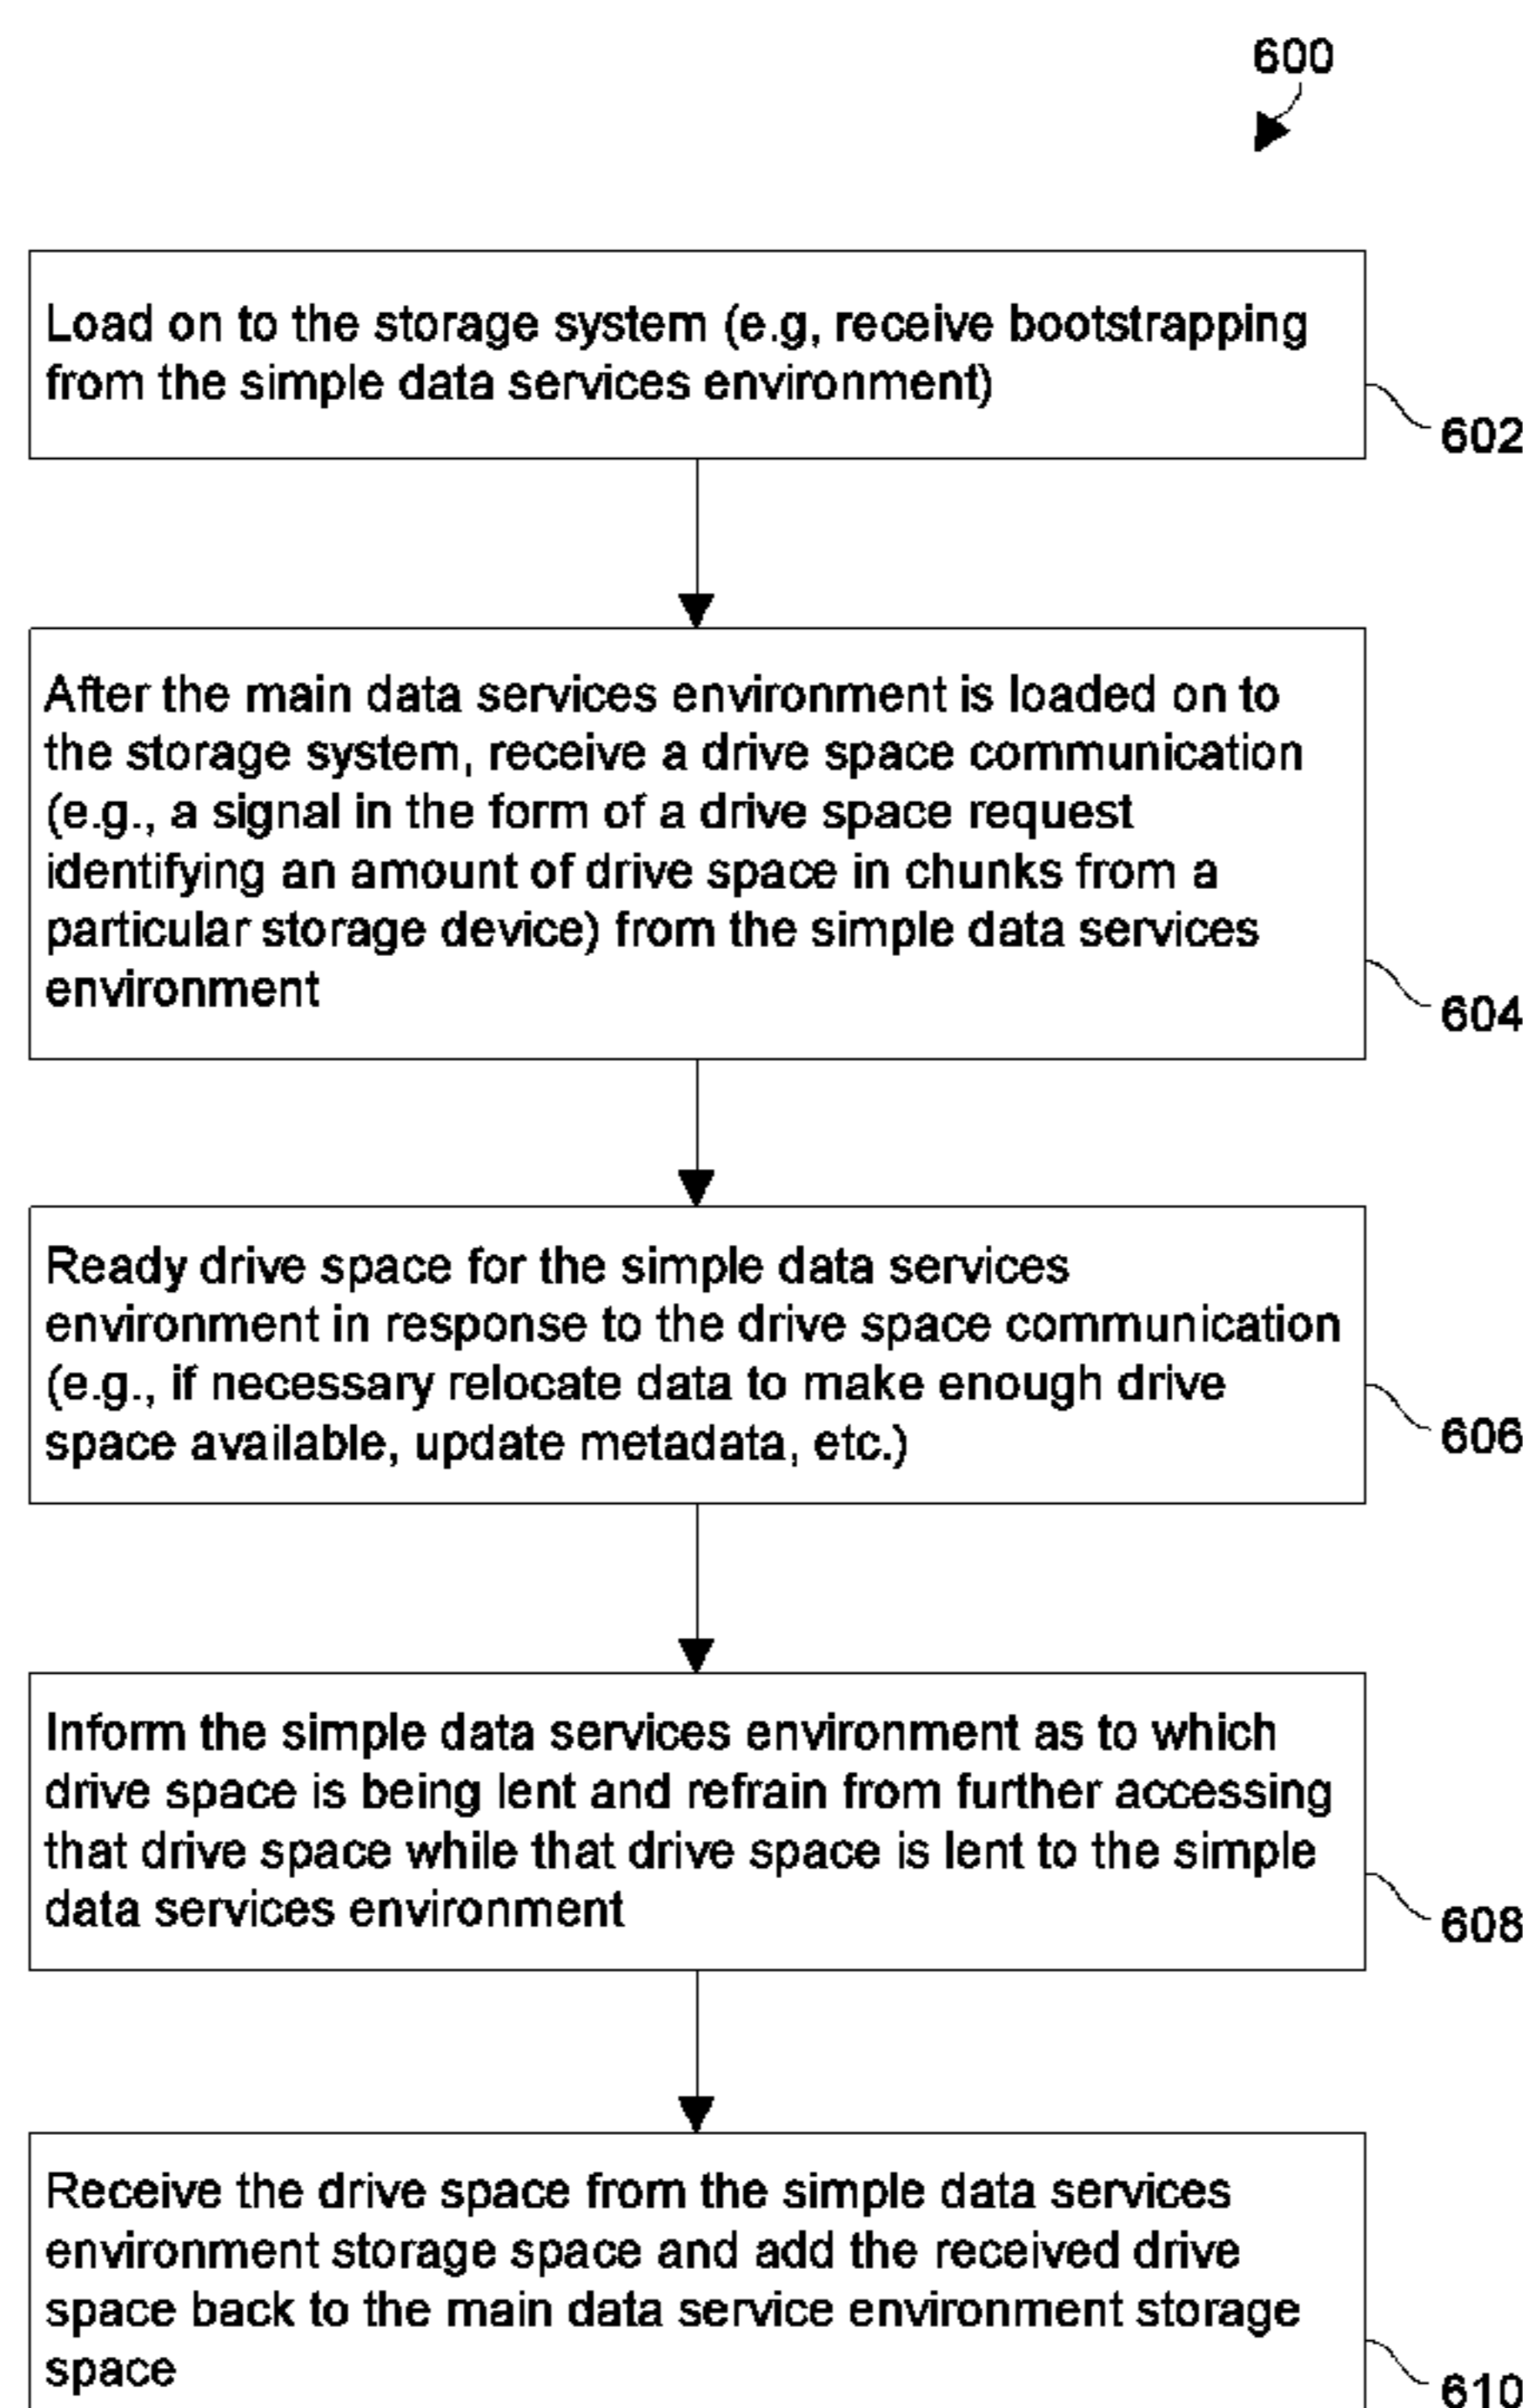 600
Load on to the storage system (e.g, receive bootstrapping
from the simple data services environment)
602
After the main data services environment is loaded on to
the storage system, receive a drive space communication
(e.g., a signal in the form of a drive space request
identifying an amount of drive space in chunks from a
particular storage device) from the simple data services
environment
604
Ready drive space for the simple data services
environment in response to the drive space communication
(e.g., if necessary relocate data to make enough drive
space available, update metadata, etc.)
606
Inform the simple data services environment as to which
drive space is being lent and refrain from further accessing
that drive space while that drive space is lent to the simple
data services environment
608
Receive the drive space from the simple data services
environment storage space and add the received drive
space back to the main data service environment storage
space
610